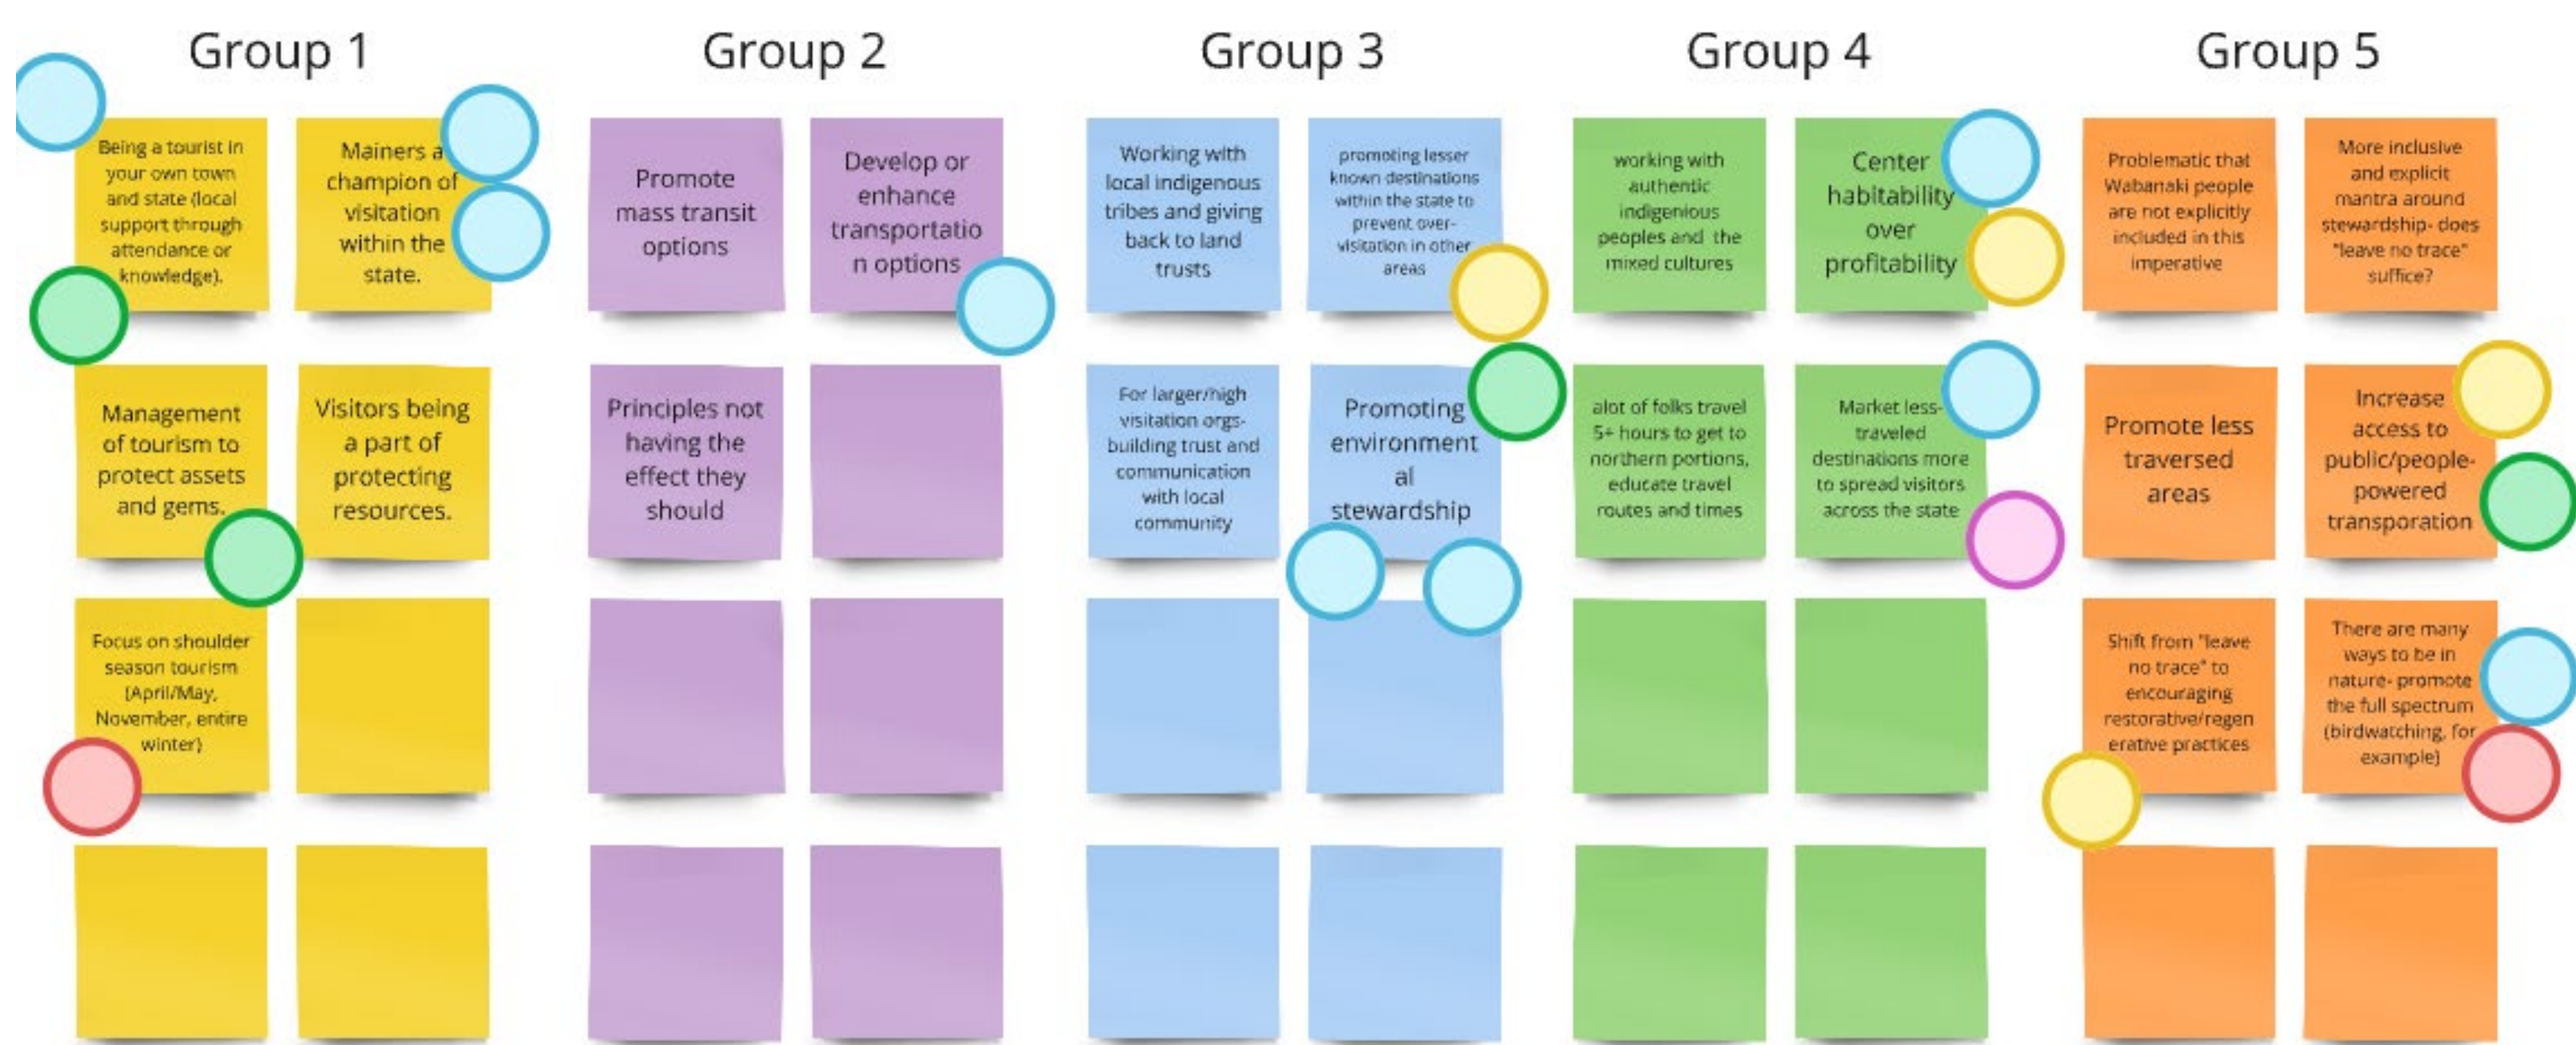 Group 1
Being a tourist in
your own town
and state (local
support through
attendance or
knowledge).
Mainers a
champion of
visitation
within the
state.
Management
of tourism to
protect assets
and gems.
Visitors being
a part of
protecting
resources.
Focus on shoulder
season tourism
(April/May,
November, entire
winter)
Group 2
Promote
mass transit
options
Develop or
enhance
transportatio
n options
Principles not
having the
effect they
should
Group 3
Working with
local indigenous
tribes and giving
back to land
trusts
promoting lesser
known destinations
within the state to
prevent over-
visitation in other
areas
For larger/high
visitation orgs-
building trust and
communication
with local
community
Promoting
environment
al
stewardship
Group 4
working with
authentic
indigenious
peoples and the
mixed cultures
Center
habitability
over
profitability
alot of folks travel
5+ hours to get to
northern portions,
educate travel
routes and times
Market less-
traveled
destinations more
to spread visitors
across the state
Group 5
Problematic that
Wabanaki people
are not explicitly
included in this
imperative
More inclusive
and explicit
mantra around
stewardship- does
"leave no trace"
suffice?
Promote less
traversed
areas
Increase
access to
public/people-
powered
transporation
Shift from "leave
no trace" to
encouraging
restorative/regen
erative practices
There are many
ways to be in
nature- promote
the full spectrum
(birdwatching, for
example)